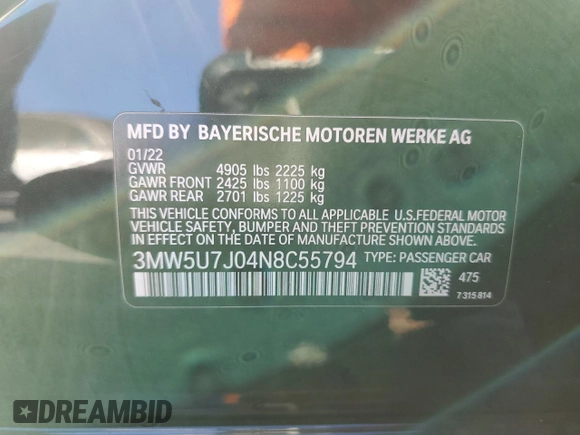 MFD BY BAYERISCHE MOTOREN WERKE AG
01/22
GVWR 4905 lbs 2225 kg
GAWR FRONT 2425 lbs 1100 kg
GAWR REAR 2701 lbs 1225 kg
THIS VEHICLE CONFORMS TO ALL APPLICABLE U.S.FEDERAL MOTOR
VEHICLE SAFETY, BUMPER AND THEFT PREVENTION STANDARDS
IN EFFECT ON THE DATE OF MANUFACTURE SHOWN ABOVE.
3MW5U7J04N8C55794 TYPE: PASSENGER CAR
475
7 315 814
DREAMBID